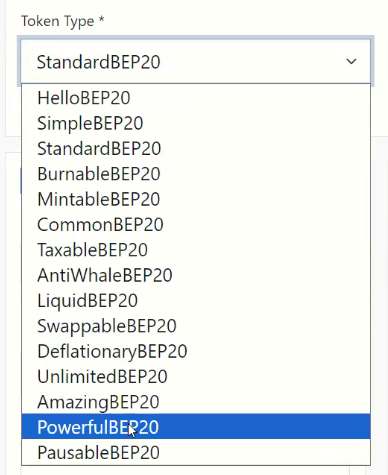 Token Type *
StandardBEP20
HelloBEP20
SimpleBEP20
StandardBEP20
BurnableBEP20
MintableBEP20
CommonBEP20
TaxableBEP20
AntiWhaleBEP20
LiquidBEP20
SwappableBEP20
DeflationaryBEP20
UnlimitedBEP20
AmazingBEP20
PowerfulBEP20
PausableBEP20